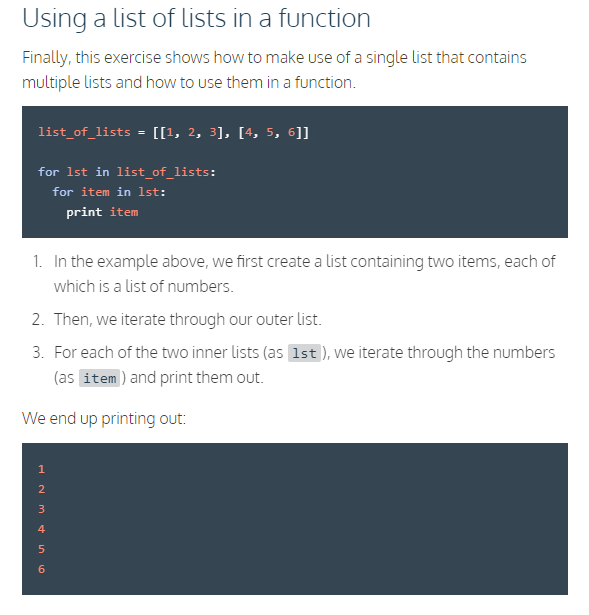 Using a list of lists in a function
Finally, this exercise shows how to make use of a single list that contains
multiple lists and how to use them in a function.
list_of_lists = [[1, 2, 3], [4, 5, 6]]
for lst in list_of_lists:
  for item in lst:
    print item
1. In the example above, we first create a list containing two items, each of
which is a list of numbers.
2. Then, we iterate through our outer list.
3. For each of the two inner lists (as lst ), we iterate through the numbers
(as item ) and print them out.
We end up printing out:
1
2
3
4
5
6